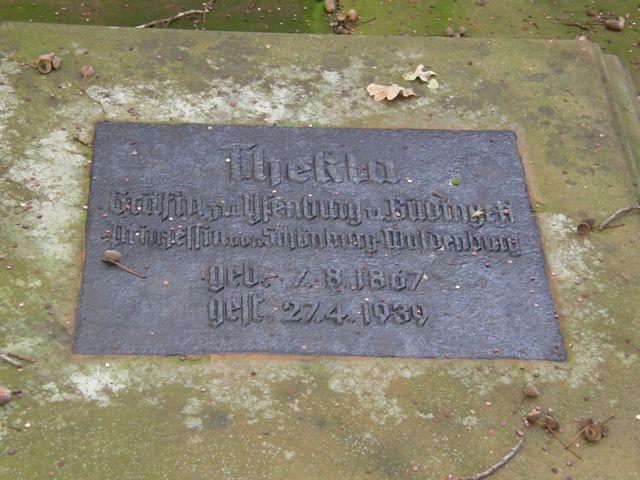 Thekla
Gräfin zu Ysenburg u. Büdingen
Prinzessin von Schönburg-Waldenburg
geb. 7.8.1867
gest. 27.4.1939